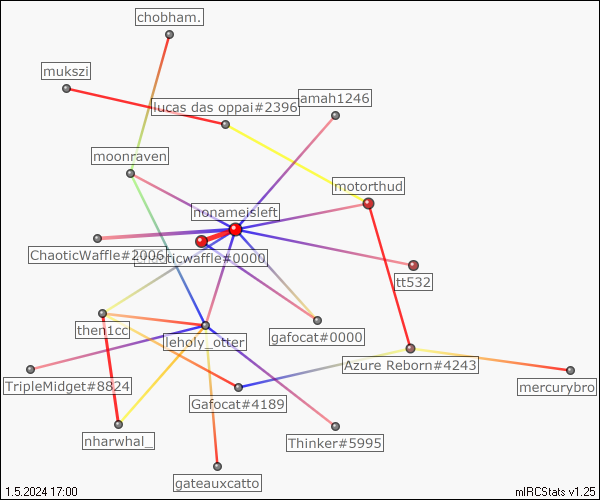 chobham.
mukszi
amah1246
lucas das oppai#2396
moonraven
motorthud
nonameisleft
ChaoticWaffle#2006
chaoticwaffle#0000
tt532
then1cc
leholy_otter
gafocat#0000
Azure Reborn#4243
TripleMidget#8824
mercurybro
Gafocat#4189
nharwhal_
Thinker#5995
gateauxcatto
1.5.2024 17:00
mIRCStats v1.25